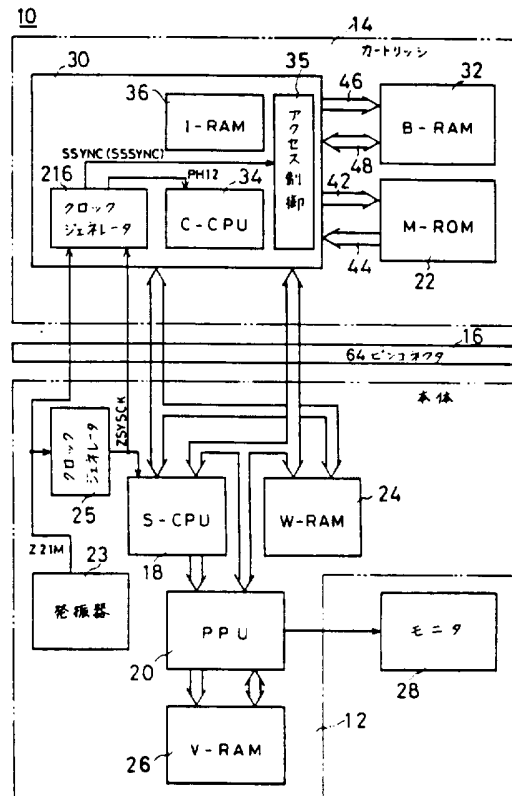 10
14
カートリッジ
30
36
I-RAM
35
アクセス制御
46
32
B-RAM
48
SSYNC(SSSYNC)
216
PH12
34
クロック
ジェネレータ
C-CPU
42
M-ROM
44
22
16
64ピンコネクタ
本体
ZSYSCK
クロック
ジェネレータ
25
S-CPU
18
W-RAM
24
Z21M
23
発振器
PPU
20
モニタ
28
V-RAM
26
12